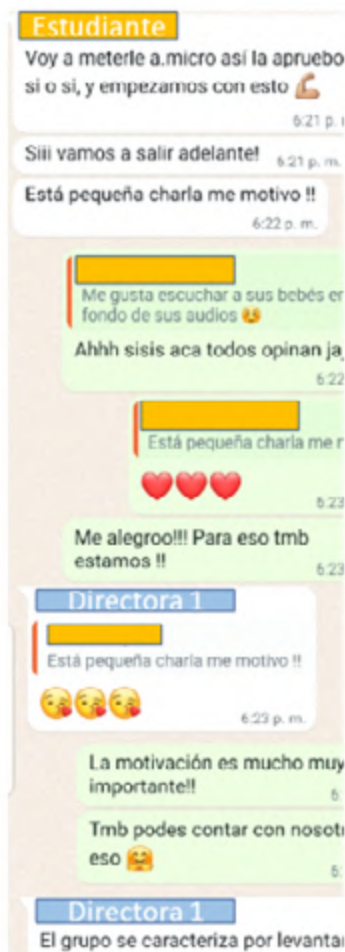 Estudiante
Voy a meterle a.micro así la apruebo
si o si, y empezamos con esto 💪🏼
6:21 p.
Siii vamos a salir adelante! 6:21 p. m.
Está pequeña charla me motivo !!
6:22 p. m.
Me gusta escuchar a sus bebés en
fondo de sus audios ☺️
Ahhh sisis aca todos opinan ja
6:22
Está pequeña charla me
❤️❤️❤️
6:23
Me alegroo!!! Para eso tmb
estamos !!
6:23
Directora 1
Está pequeña charla me motivo !!
😘😘😘
6:23 p. m.
La motivación es mucho muy
importante!!
6:
Tmb podes contar con
eso 🤗
6:
Directora 1
El grupo se caracteriza por